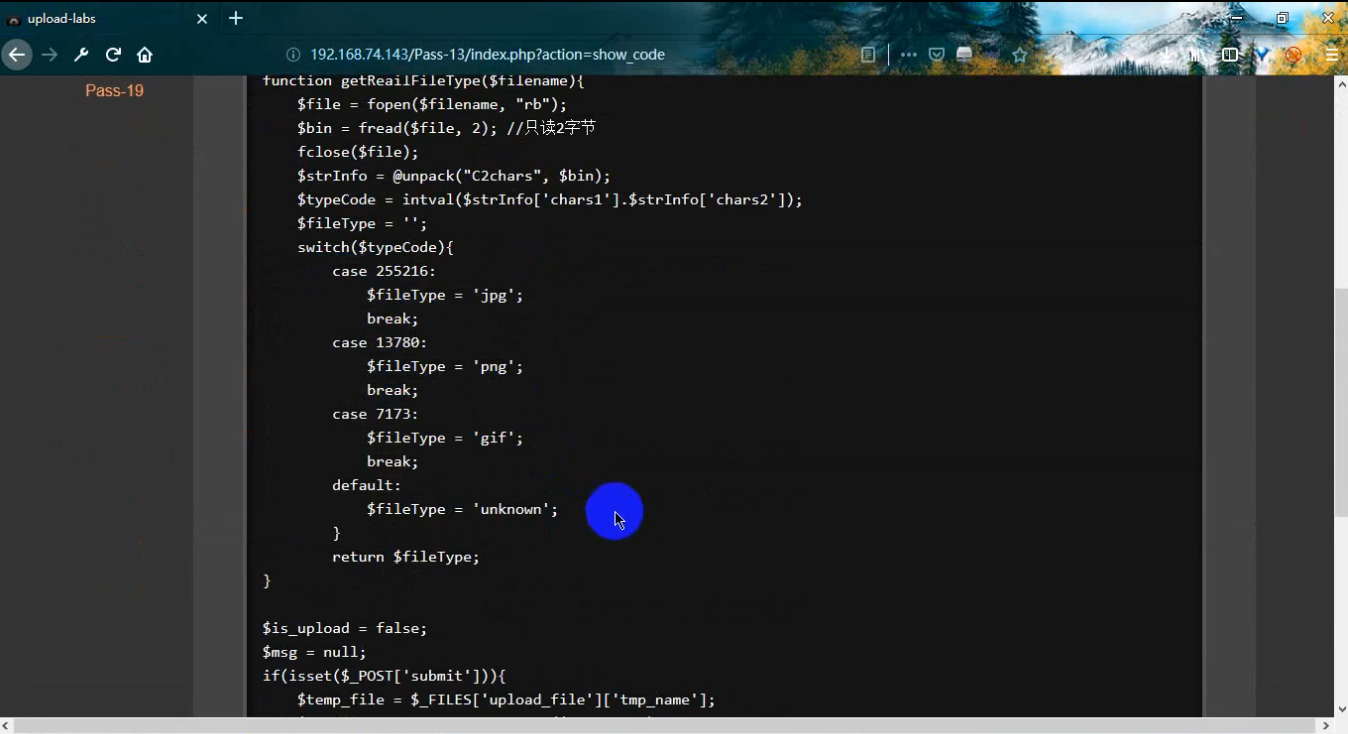 upload-labs
192.168.74.143/Pass-13/index.php?action=show_code
Pass-19
function getReailFileType($filename){
$file = fopen($filename, "rb");
$bin = fread($file, 2); //只读2字节
fclose($file);
$strInfo = @unpack("C2chars", $bin);
$typeCode = intval($strInfo['chars1'].$strInfo['chars2']);
$fileType = '';
switch($typeCode){
case 255216:
$fileType = 'jpg';
break;
case 13780:
$fileType = 'png';
break;
case 7173:
$fileType = 'gif';
break;
default:
$fileType = 'unknown';
}
return $fileType;
}
$is_upload = false;
$msg = null;
if(isset($_POST['submit'])){
$temp_file = $_FILES['upload_file']['tmp_name'];